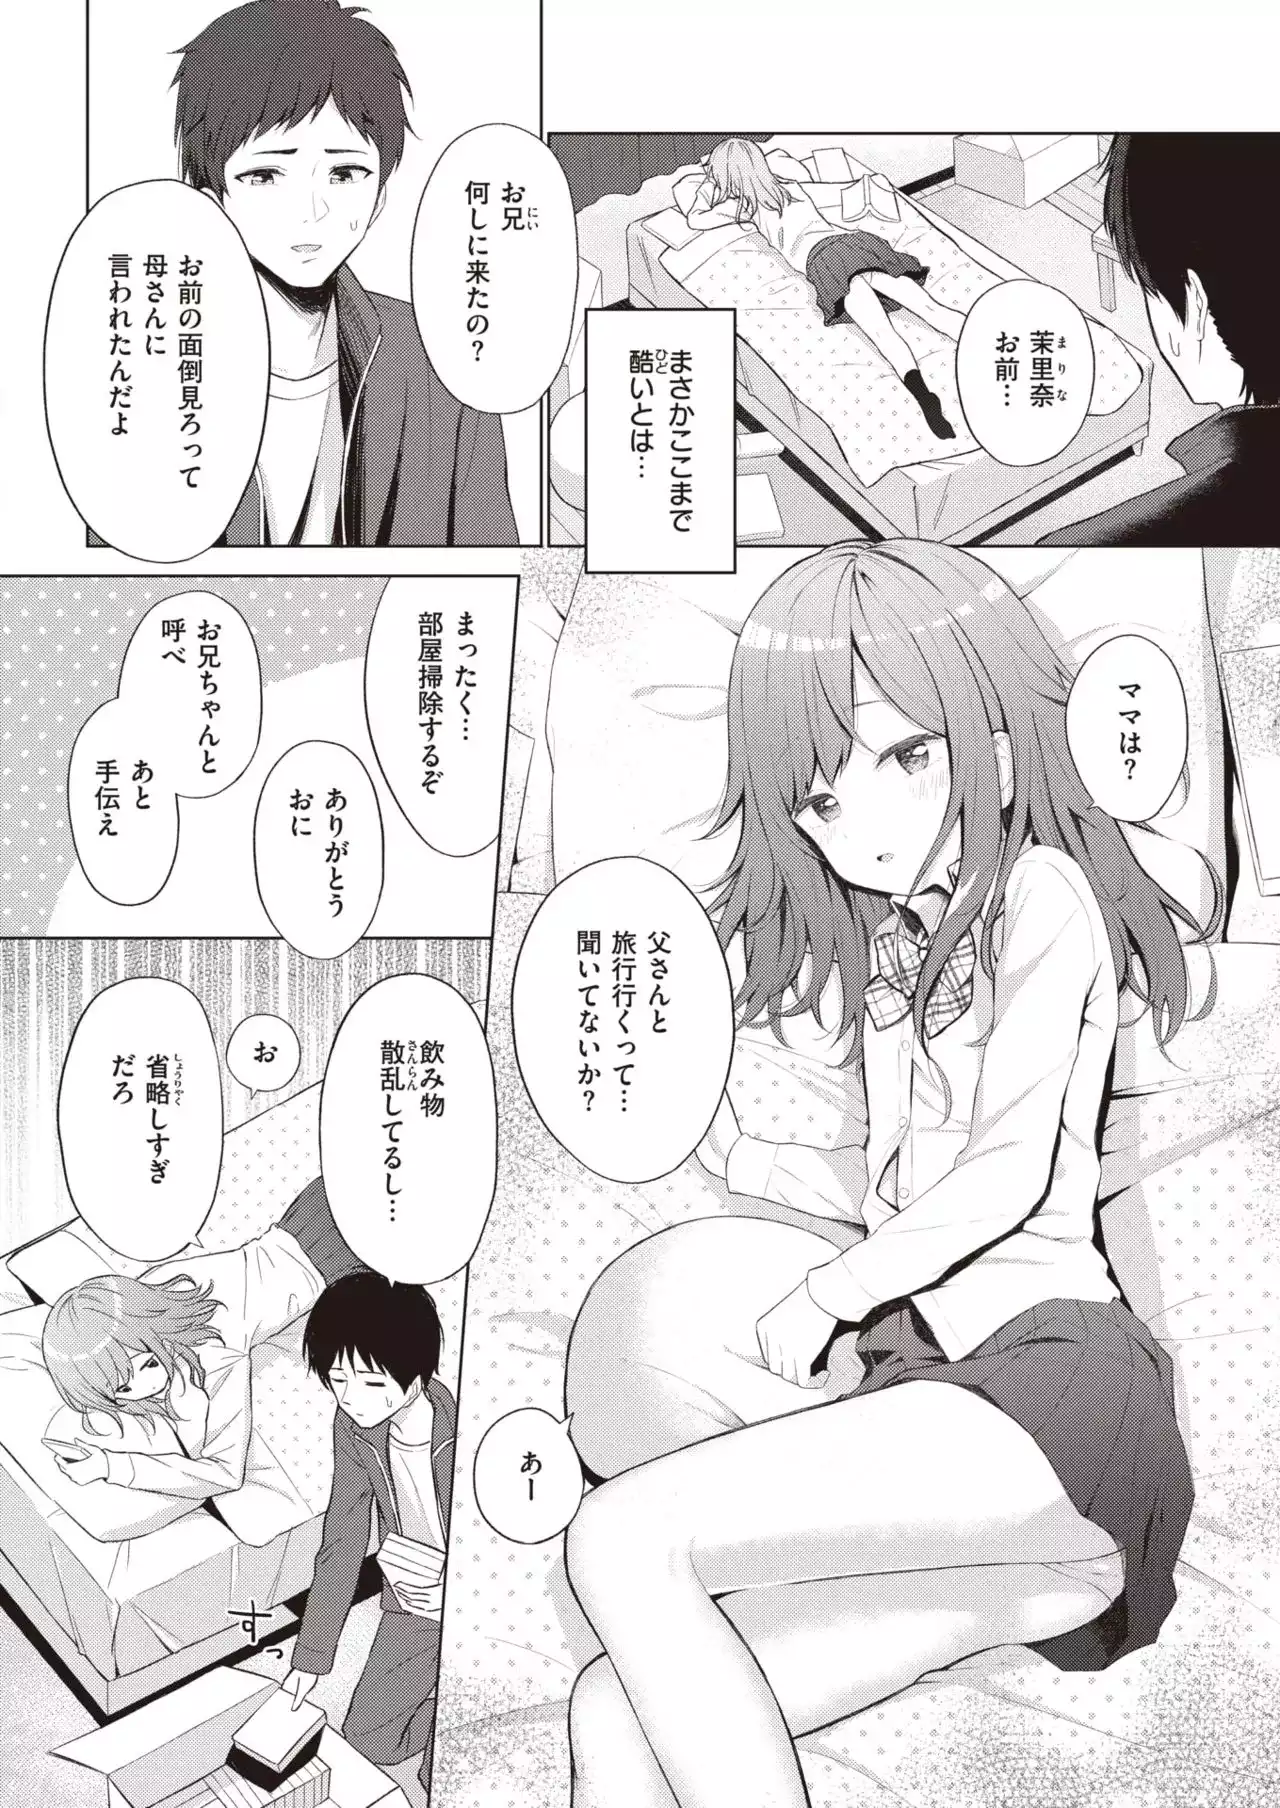 茉里奈
お前…
まさかここまで
酷いとは…
お兄
何しに来たの？
お前の面倒見ろって
母さんに
言われたんだよ
ママは？
父さんと
旅行行くって…
聞いてないか？
あー
まったく…
部屋掃除するぞ
ありがとう
おに
お兄ちゃんと
呼べ
あと
手伝え
飲み物
散乱してるし…
お
省略しすぎ
だろ
すっ